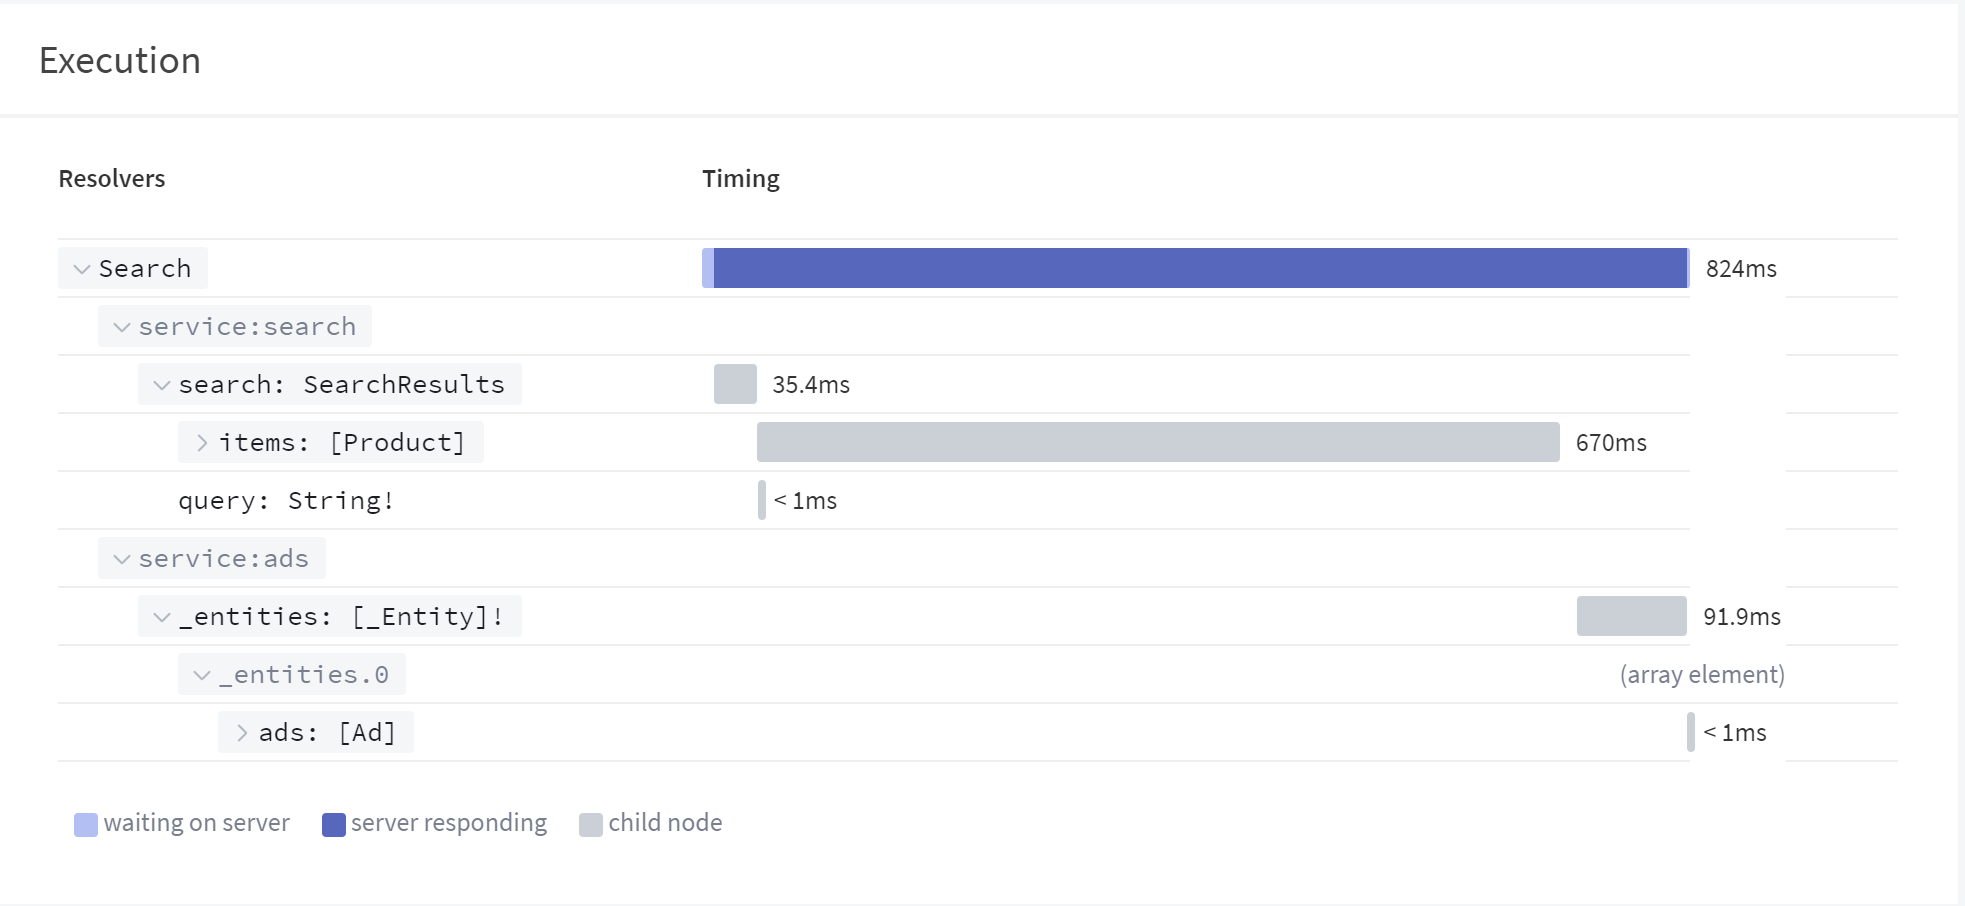 Execution
Resolvers Timing
Search 824ms
service:search
search: SearchResults 35.4ms
items: [Product] 670ms
query: String! < 1ms
service:ads
_entities: [_Entity]! 91.9ms
_entities.0 (array element)
ads: [Ad] < 1ms
waiting on server server responding child node